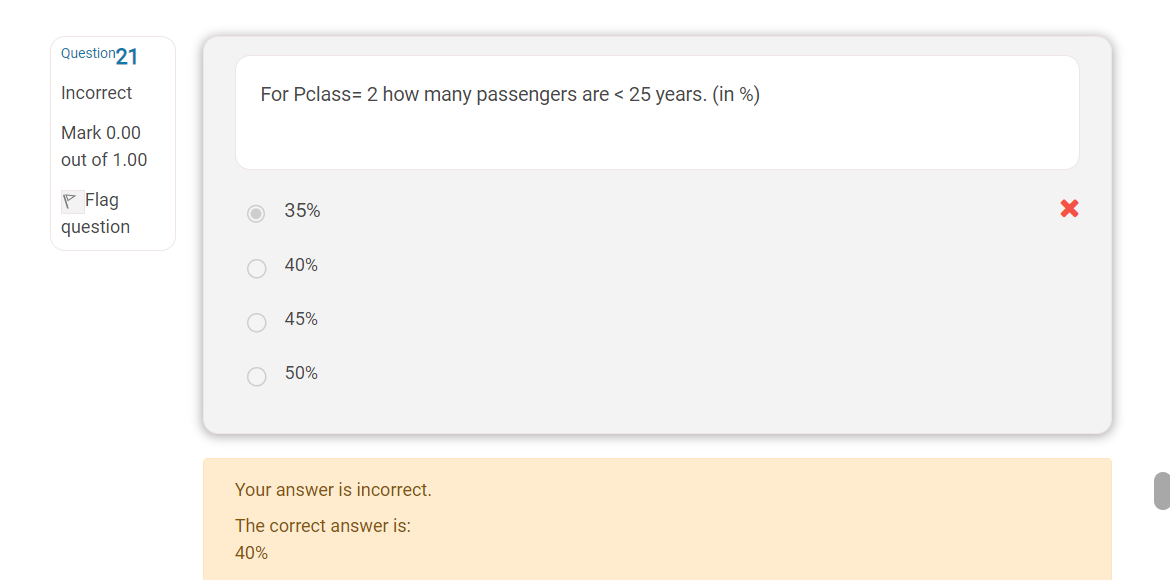 Question21
Incorrect
Mark 0.00
out of 1.00
Flag
question
For Pclass= 2 how many passengers are < 25 years. (in %)
35%
40%
45%
50%
Your answer is incorrect.
The correct answer is:
40%